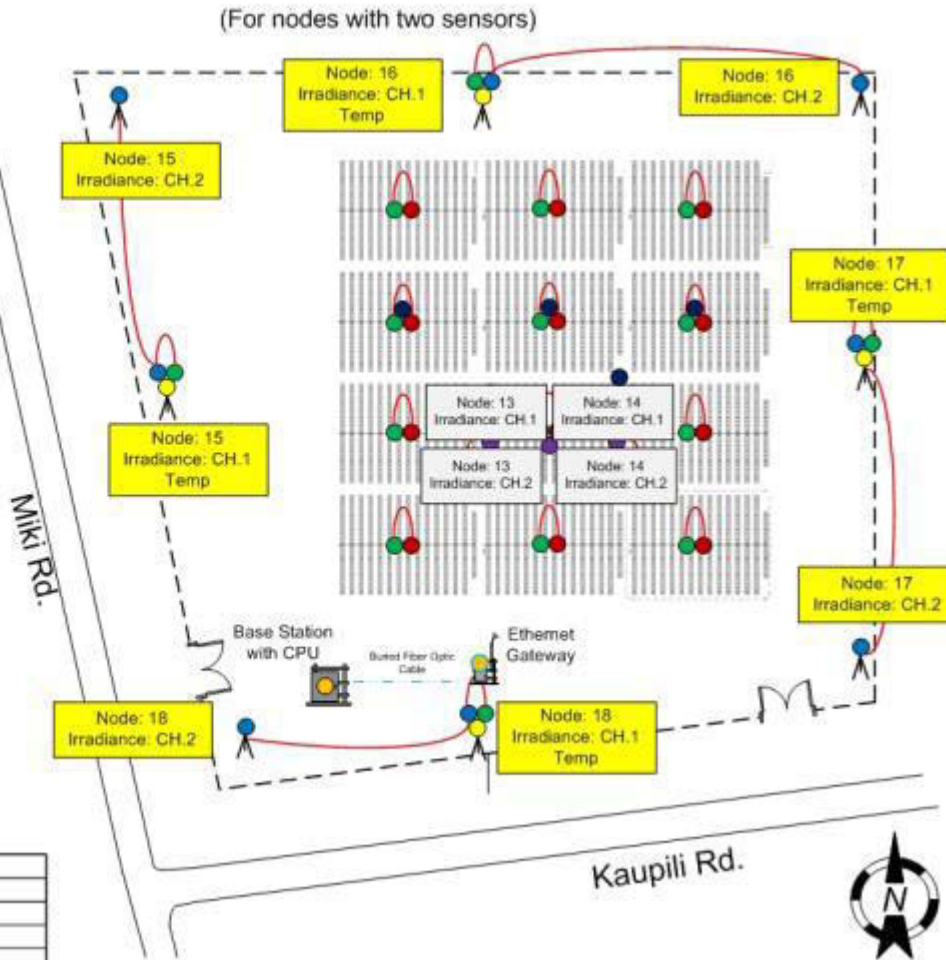 (For nodes with two sensors)
Node: 16
Irradiance: CH.1
Temp
Node: 16
Irradiance: CH.2
Node: 15
Irradiance: CH.2
Node: 17
Irradiance: CH.1
Temp
Node: 13
Irradiance: CH.1
Node: 14
Irradiance: CH.1
Node: 15
Irradiance: CH.1
Temp
Node: 13
Irradiance: CH.2
Node: 14
Irradiance: CH.2
Miki Rd.
Node: 17
Irradiance: CH.2
Base Station
with CPU
Buried Fiber Optic
Cable
Ethernet
Gateway
Node: 18
Irradiance: CH.2
Node: 18
Irradiance: CH.1
Temp
Kaupili Rd.
N